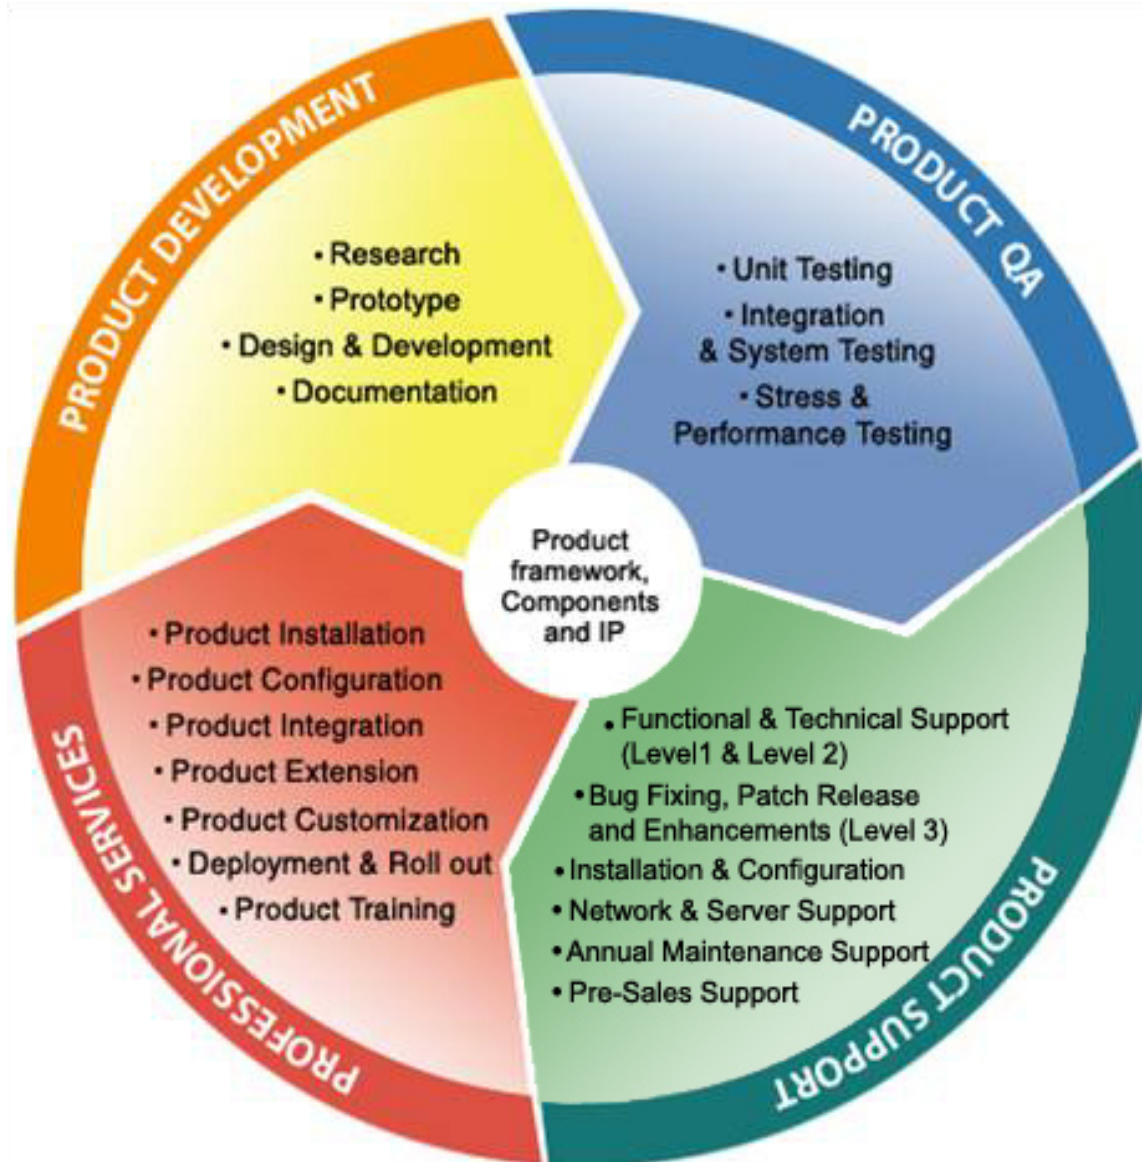 PRODUCT DEVELOPMENT
• Research
• Prototype
• Design & Development
• Documentation
PRODUCT QA
• Unit Testing
• Integration
& System Testing
• Stress &
Performance Testing
Product
framework,
Components
and IP
PROFESSIONAL SERVICES
• Product Installation
• Product Configuration
• Product Integration
• Product Extension
• Product Customization
• Deployment & Roll out
• Product Training
PRODUCT SUPPORT
• Functional & Technical Support
(Level1 & Level 2)
• Bug Fixing, Patch Release
and Enhancements (Level 3)
• Installation & Configuration
• Network & Server Support
• Annual Maintenance Support
• Pre-Sales Support